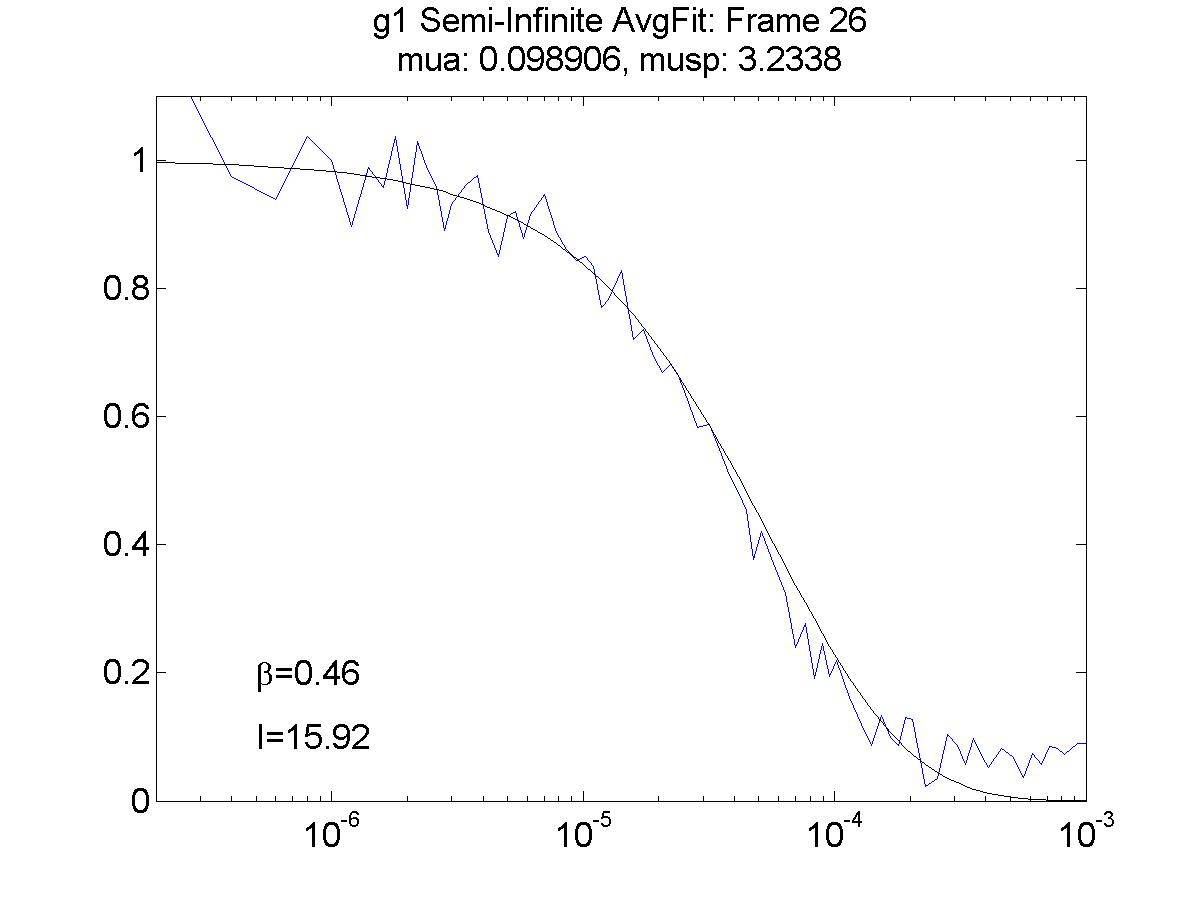 g1 Semi-Infinite AvgFit: Frame 26
mua: 0.098906, musp: 3.2338
1
0.8
0.6
0.4
0.2
0
β=0.46
I=15.92
10^-6
10^-5
10^-4
10^-3